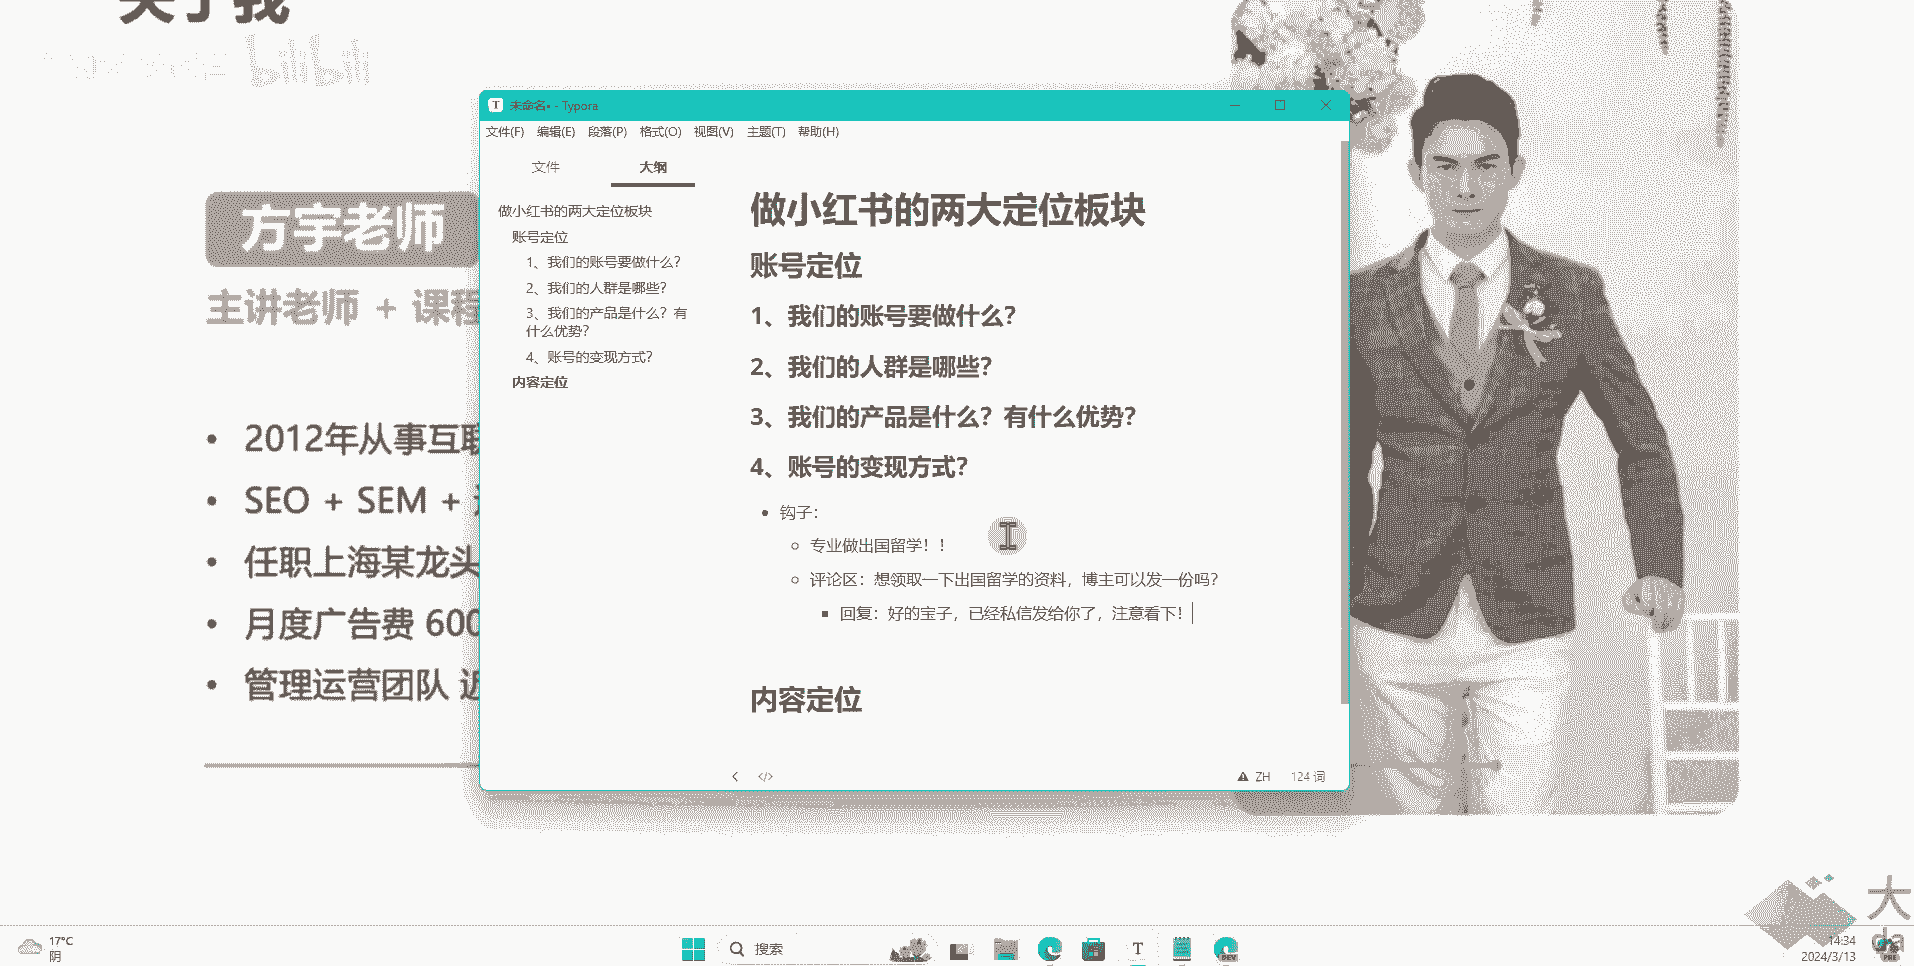 关于我
bilibili
方宇老师
主讲老师 + 课程
• 2012年从事互联
• SEO + SEM +
• 任职上海某龙头
• 月度广告费 600
• 管理运营团队 近
T 未命名• - Typora
文件(F) 编辑(E) 段落(P) 格式(O) 视图(V) 主题(T) 帮助(H)
文件 大纲
做小红书的两大定位板块
账号定位
1、我们的账号要做什么?
2、我们的人群是哪些?
3、我们的产品是什么？有
什么优势?
4、账号的变现方式?
内容定位
做小红书的两大定位板块
账号定位
1、我们的账号要做什么?
2、我们的人群是哪些?
3、我们的产品是什么？有什么优势?
4、账号的变现方式?
• 钩子：
专业做出国留学！！
评论区：想领取一下出国留学的资料，博主可以发一份吗?
回复：好的宝子，已经私信发给你了，注意看下！
内容定位
</> ZH 124 词
大
da
17°C
阴
搜索
T
DEV
14:34
2024/3/13
PRE